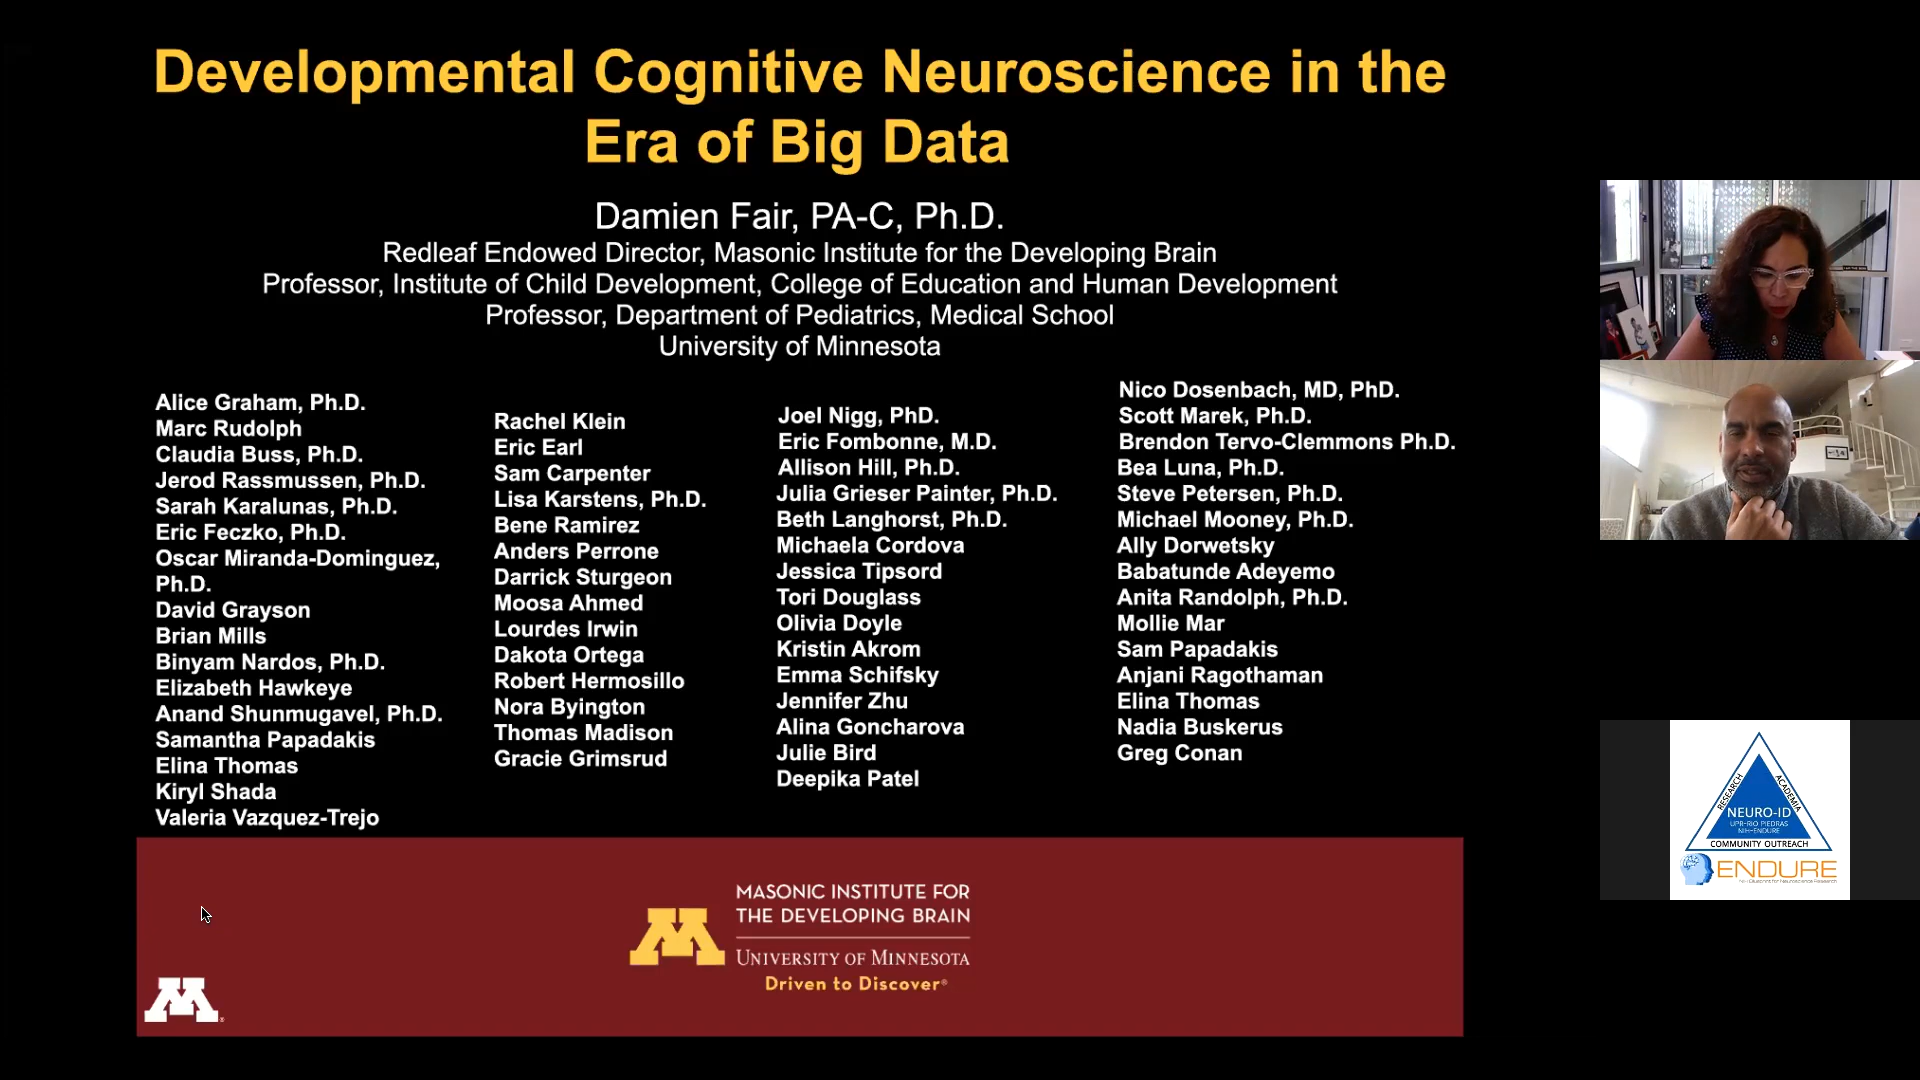 Developmental Cognitive Neuroscience in the
Era of Big Data
Damien Fair, PA-C, Ph.D.
Redleaf Endowed Director, Masonic Institute for the Developing Brain
Professor, Institute of Child Development, College of Education and Human Development
Professor, Department of Pediatrics, Medical School
University of Minnesota
Alice Graham, Ph.D.
Marc Rudolph
Claudia Buss, Ph.D.
Jerod Rassmussen, Ph.D.
Sarah Karalunas, Ph.D.
Eric Feczko, Ph.D.
Oscar Miranda-Dominguez,
Ph.D.
David Grayson
Brian Mills
Binyam Nardos, Ph.D.
Elizabeth Hawkeye
Anand Shunmugavel, Ph.D.
Samantha Papadakis
Elina Thomas
Kiryl Shada
Valeria Vazquez-Trejo
Rachel Klein
Eric Earl
Sam Carpenter
Lisa Karstens, Ph.D.
Bene Ramirez
Anders Perrone
Darrick Sturgeon
Moosa Ahmed
Lourdes Irwin
Dakota Ortega
Robert Hermosillo
Nora Byington
Thomas Madison
Gracie Grimsrud
Joel Nigg, PhD.
Eric Fombonne, M.D.
Allison Hill, Ph.D.
Julia Grieser Painter, Ph.D.
Beth Langhorst, Ph.D.
Michaela Cordova
Jessica Tipsord
Tori Douglass
Olivia Doyle
Kristin Akrom
Emma Schifsky
Jennifer Zhu
Alina Goncharova
Julie Bird
Deepika Patel
Nico Dosenbach, MD, PhD.
Scott Marek, Ph.D.
Brendon Tervo-Clemmons Ph.D.
Bea Luna, Ph.D.
Steve Petersen, Ph.D.
Michael Mooney, Ph.D.
Ally Dorwetsky
Babatunde Adeyemo
Anita Randolph, Ph.D.
Mollie Mar
Sam Papadakis
Anjani Ragothaman
Elina Thomas
Nadia Buskerus
Greg Conan
M
MASONIC INSTITUTE FOR
THE DEVELOPING BRAIN
UNIVERSITY OF MINNESOTA
Driven to Discover®
M®
RESEARCH
ACADEMIA
NEURO-ID
UPR-RIO PIEDRAS
NIH-ENDURE
COMMUNITY OUTREACH
ENDURE